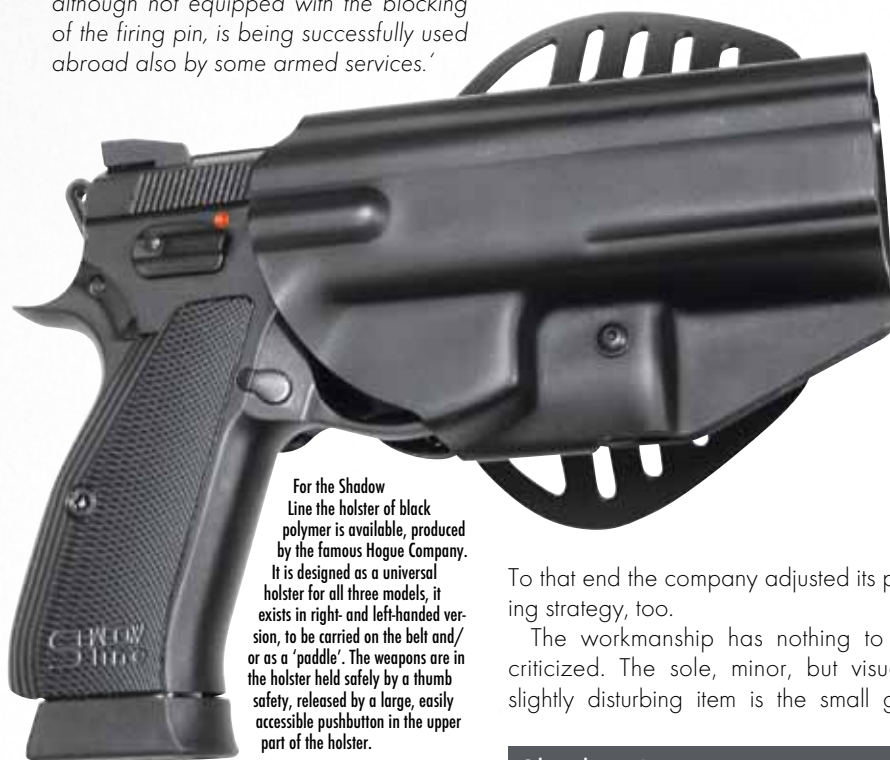 although not equipped with the blocking
of the firing pin, is being successfully used
abroad also by some armed services.’
For the Shadow
Line the holster of black
polymer is available, produced
by the famous Hogue Company.
It is designed as a universal
holster for all three models, it
exists in right- and left-handed ver-
sion, to be carried on the belt and/
or as a ‘paddle’. The weapons are in
the holster held safely by a thumb
safety, released by a large, easily
accessible pushbutton in the upper
part of the holster.
SHADOW
line
To that end the company adjusted its p
ing strategy, too.
The workmanship has nothing to
criticized. The sole, minor, but visu
slightly disturbing item is the small g